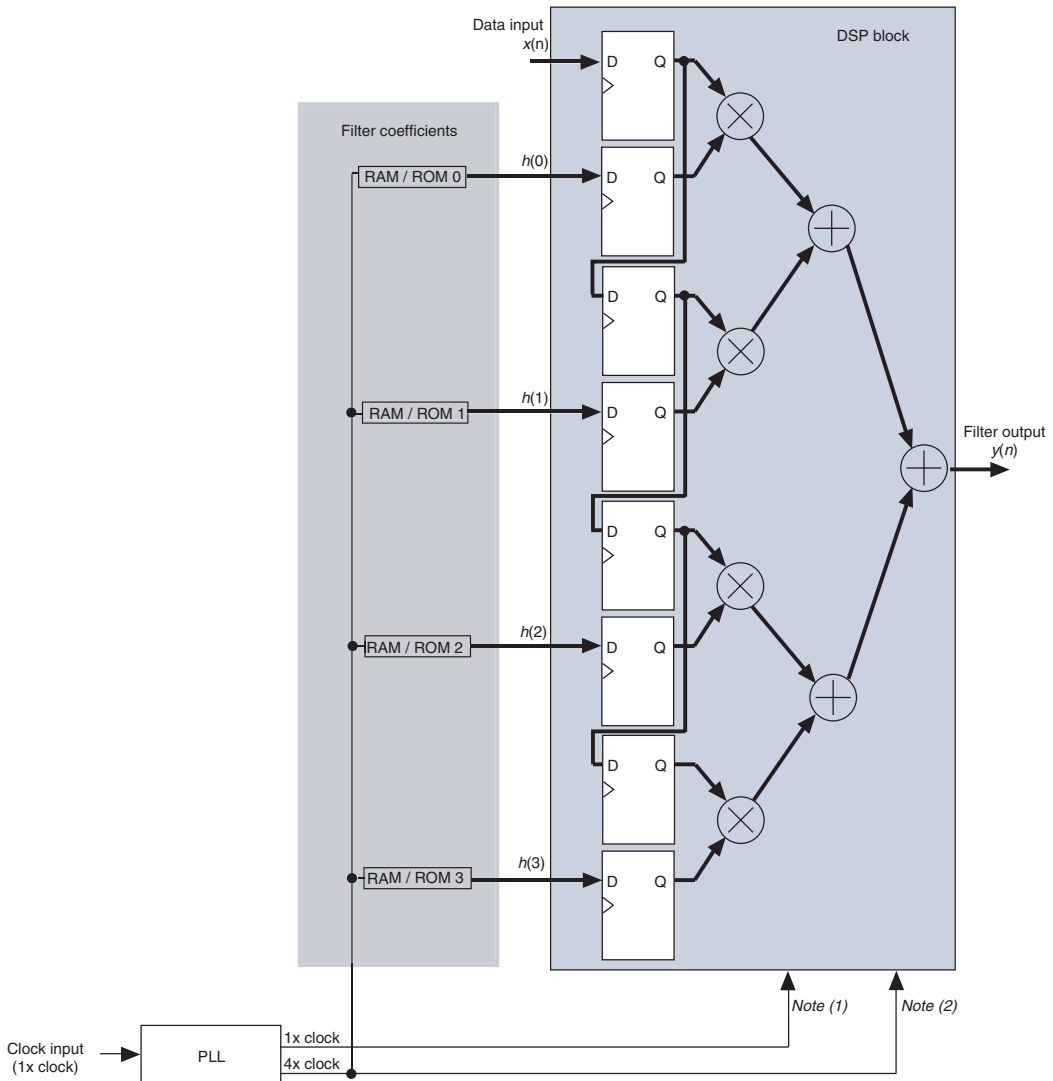 Data input
x(n)
DSP block
D Q
Filter coefficients
RAM / ROM 0
h(0)
D Q
D Q
RAM / ROM 1
h(1)
D Q
Filter output
y(n)
D Q
RAM / ROM 2
h(2)
D Q
D Q
RAM / ROM 3
h(3)
D Q
Note (1)
Note (2)
Clock input
(1x clock)
PLL
1x clock
4x clock